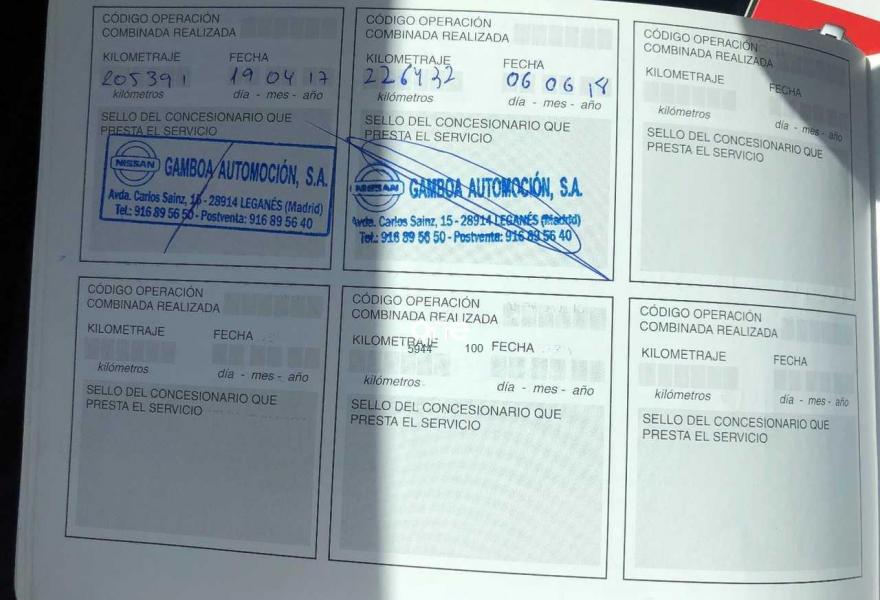 CÓDIGO OPERACIÓN
COMBINADA REALIZADA
KILOMETRAJE FECHA
205391 19 04 17
kilómetros día - mes - año
SELLO DEL CONCESIONARIO QUE
PRESTA EL SERVICIO
NISSAN GAMBOA AUTOMOCIÓN, S.A.
Avda. Carlos Sainz, 15 - 28914 LEGANÉS (Madrid)
Tel.: 916 89 56 50 - Postventa: 916 89 56 40
CÓDIGO OPERACIÓN
COMBINADA REALIZADA
KILOMETRAJE FECHA
226432 06 06 18
kilómetros día - mes - año
SELLO DEL CONCESIONARIO QUE
PRESTA EL SERVICIO
NISSAN GAMBOA AUTOMOCIÓN, S.A.
Avda. Carlos Sainz, 15 - 28914 LEGANÉS (Madrid)
Tel.: 916 89 56 50 - Postventa: 916 89 56 40
CÓDIGO OPERACIÓN
COMBINADA REALIZADA
KILOMETRAJE FECHA
kilómetros día - mes - año
SELLO DEL CONCESIONARIO QUE
PRESTA EL SERVICIO
CÓDIGO OPERACIÓN
COMBINADA REALIZADA
KILOMETRAJE FECHA
kilómetros día - mes - año
SELLO DEL CONCESIONARIO QUE
PRESTA EL SERVICIO
CÓDIGO OPERACIÓN
COMBINADA REALIZADA
KILOMETRAJE FECHA
5944 100
kilómetros día - mes - año
SELLO DEL CONCESIONARIO QUE
PRESTA EL SERVICIO
CÓDIGO OPERACIÓN
COMBINADA REALIZADA
KILOMETRAJE FECHA
kilómetros día - mes - año
SELLO DEL CONCESIONARIO QUE
PRESTA EL SERVICIO